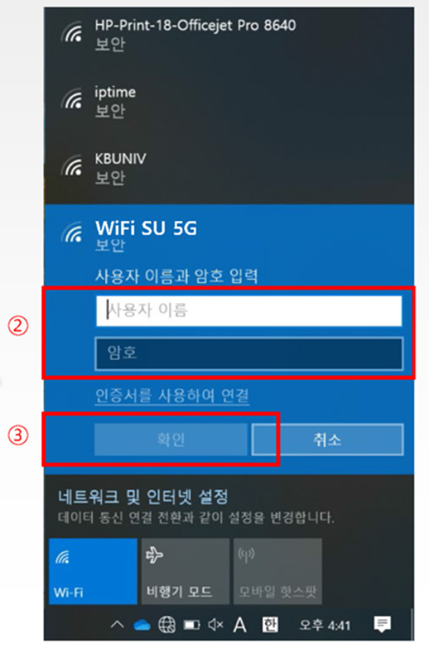 HP-Print-18-Officejet Pro 8640
보안
iptime
보안
KBUNIV
보안
WiFi SU 5G
보안
사용자 이름과 암호 입력
②
사용자 이름
암호
인증서를 사용하여 연결
③
확인
취소
네트워크 및 인터넷 설정
데이터 통신 연결 전환과 같이 설정을 변경합니다.
Wi-Fi
비행기 모드
모바일 핫스팟
A 한 오후 4:41